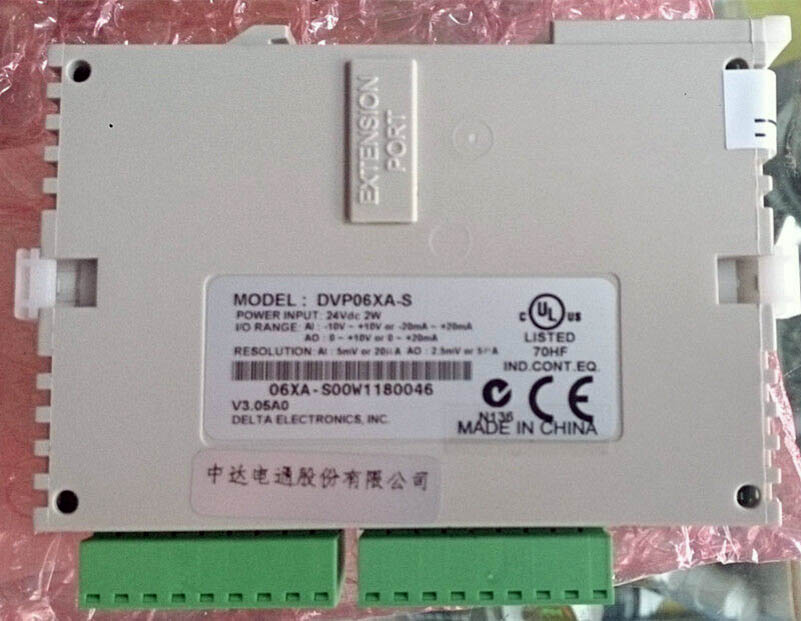 EXTENSION
PORT
MODEL : DVP06XA-S
POWER INPUT: 24Vdc 2W
I/O RANGE: AI : -10V ~ +10V or -20mA ~ +20mA
AO : 0 ~ +10V or 0 ~ +20mA
RESOLUTION: AI : 5mV or 20µA AO : 2.5mV or 5µA
06XA-S00W1180046
V3.05A0
DELTA ELECTRONICS, INC.
C UL US
LISTED
70HF
IND.CONT.EQ.
N136
CE
MADE IN CHINA
中达电通股份有限公司